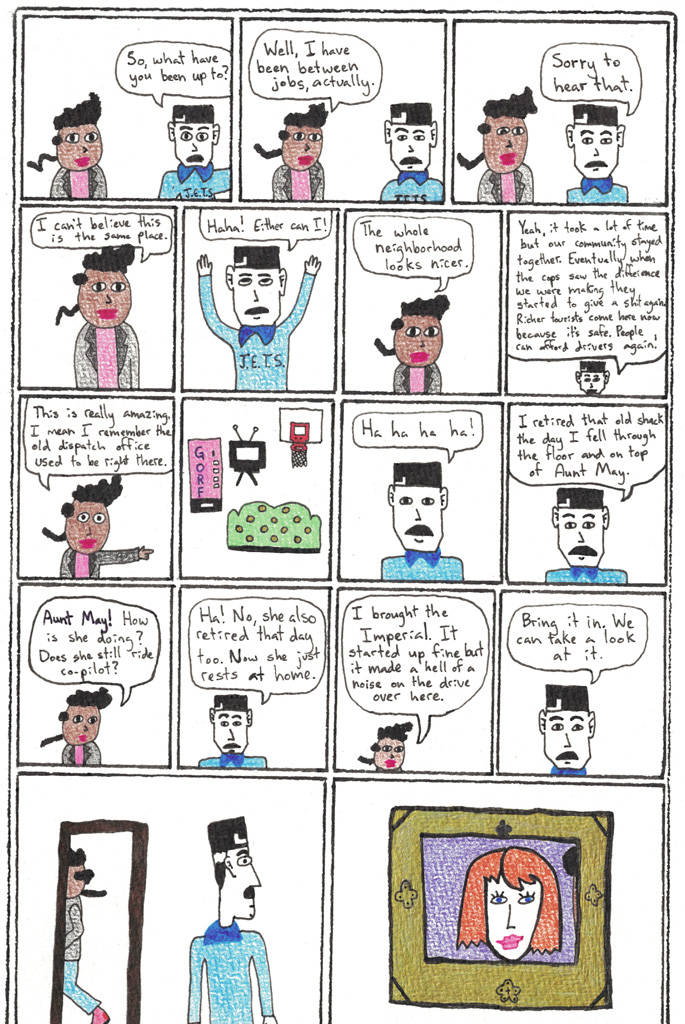 So, what have
you been up to?
J.E.T.S.
Well, I have
been between
jobs, actually.
JETS
Sorry to
hear that.
I can't believe this
is the same place.
Haha! Either can I!
J.E.T.S.
The whole
neighborhood
looks nicer.
Yeah, it took a lot of time
but our community stayed
together. Eventually when
the cops saw the difference
we were making they
started to give a shit again.
Richer tourists come here now
because it's safe. People
can afford drivers again!
This is really amazing.
I mean I remember the
old dispatch office
used to be right there.
GORF
Ha ha ha ha!
I retired that old shack
the day I fell through
the floor and on top
of Aunt May.
Aunt May! How
is she doing?
Does she still ride
co-pilot?
Ha! No, she also
retired that day
too. Now she just
rests at home.
I brought the
Imperial. It
started up fine but
it made a hell of a
noise on the drive
over here.
Bring it in. We
can take a look
at it.